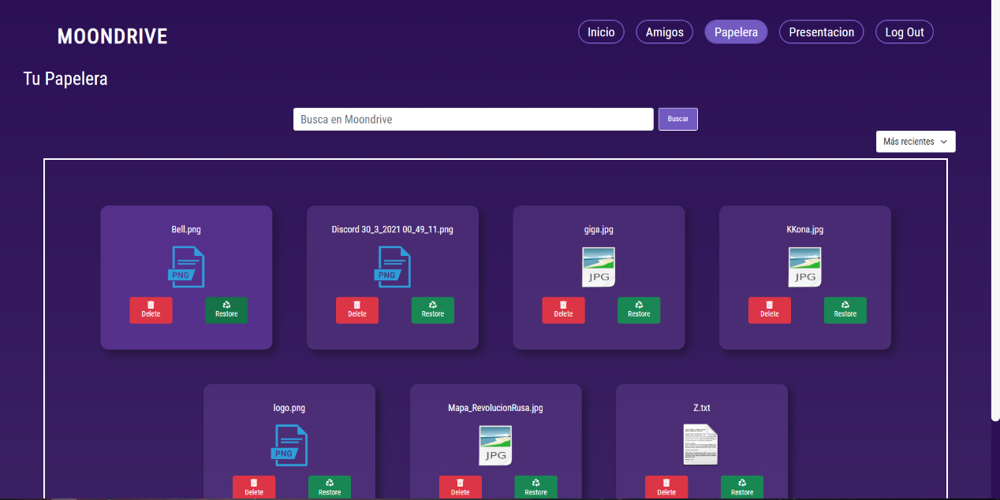 MOONDRIVE
Inicio
Amigos
Papelera
Presentacion
Log Out
Tu Papelera
Busca en Moondrive
Buscar
Más recientes
Bell.png
PNG
Delete
Restore
Discord 30_3_2021 00_49_11.png
PNG
Delete
Restore
giga.jpg
JPG
Delete
Restore
KKona.jpg
JPG
Delete
Restore
logo.png
PNG
Delete
Restore
Mapa_RevolucionRusa.jpg
JPG
Delete
Restore
Z.txt
Delete
Restore